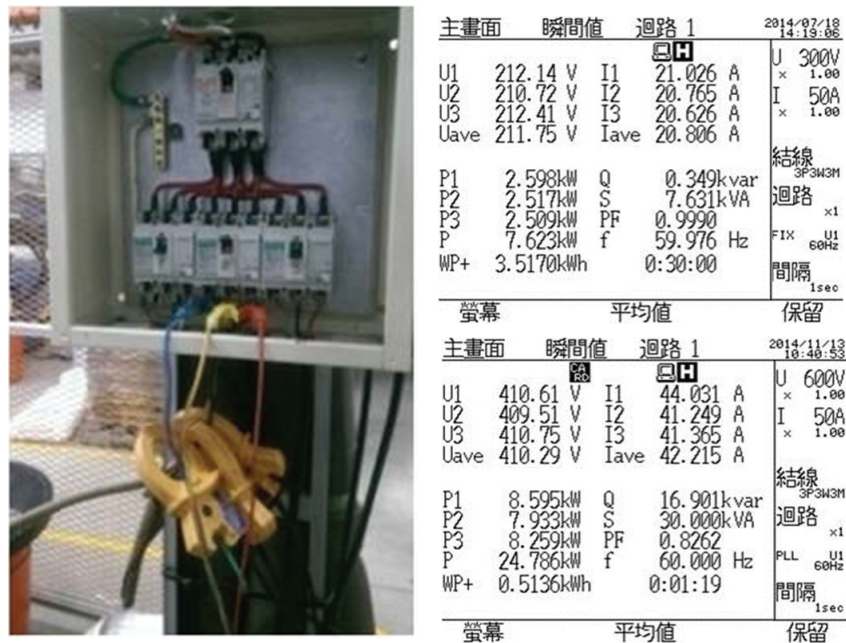 主畫面 瞬間值 迴路 1 2014/07/18
14:19:06
U 300V
× 1.00
U1 212.14 V I1 21.026 A
U2 210.72 V I2 20.765 A
I 50A
× 1.00
U3 212.41 V I3 20.626 A
Uave 211.75 V Iave 20.806 A
結線
3P3W3M
P1 2.598kW Q 0.349kvar
P2 2.517kW S 7.631kVA
迴路
×1
P3 2.509kW PF 0.9990
P 7.623kW f 59.976 Hz
FIX U1
60Hz
WP+ 3.5170kWh 0:30:00
間隔
1sec
螢幕 平均值 保留
主畫面 瞬間值 迴路 1 2014/11/13
10:40:53
CARD
U 600V
× 1.00
U1 410.61 V I1 44.031 A
U2 409.51 V I2 41.249 A
I 50A
× 1.00
U3 410.75 V I3 41.365 A
Uave 410.29 V Iave 42.215 A
結線
3P3W3M
P1 8.595kW Q 16.901kvar
P2 7.933kW S 30.000kVA
迴路
×1
P3 8.259kW PF 0.8262
P 24.786kW f 60.000 Hz
PLL U1
60Hz
WP+ 0.5136kWh 0:01:19
間隔
1sec
螢幕 平均值 保留